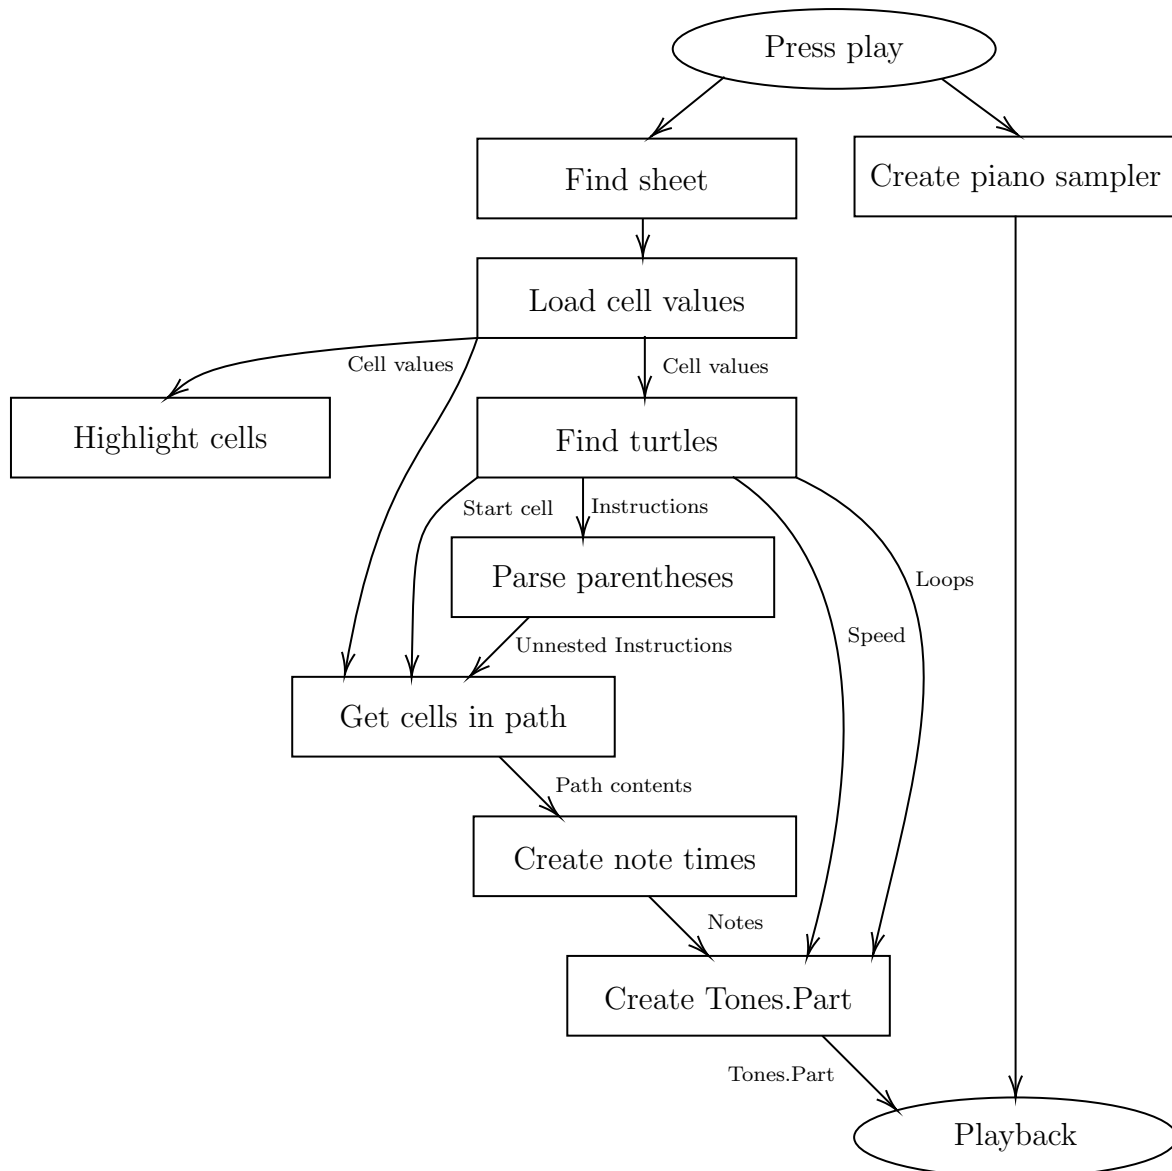 Press play
Find sheet
Create piano sampler
Load cell values
Cell values
Cell values
Highlight cells
Find turtles
Start cell
Instructions
Parse parentheses
Loops
Speed
Unnested Instructions
Get cells in path
Path contents
Create note times
Notes
Create Tones.Part
Tones.Part
Playback